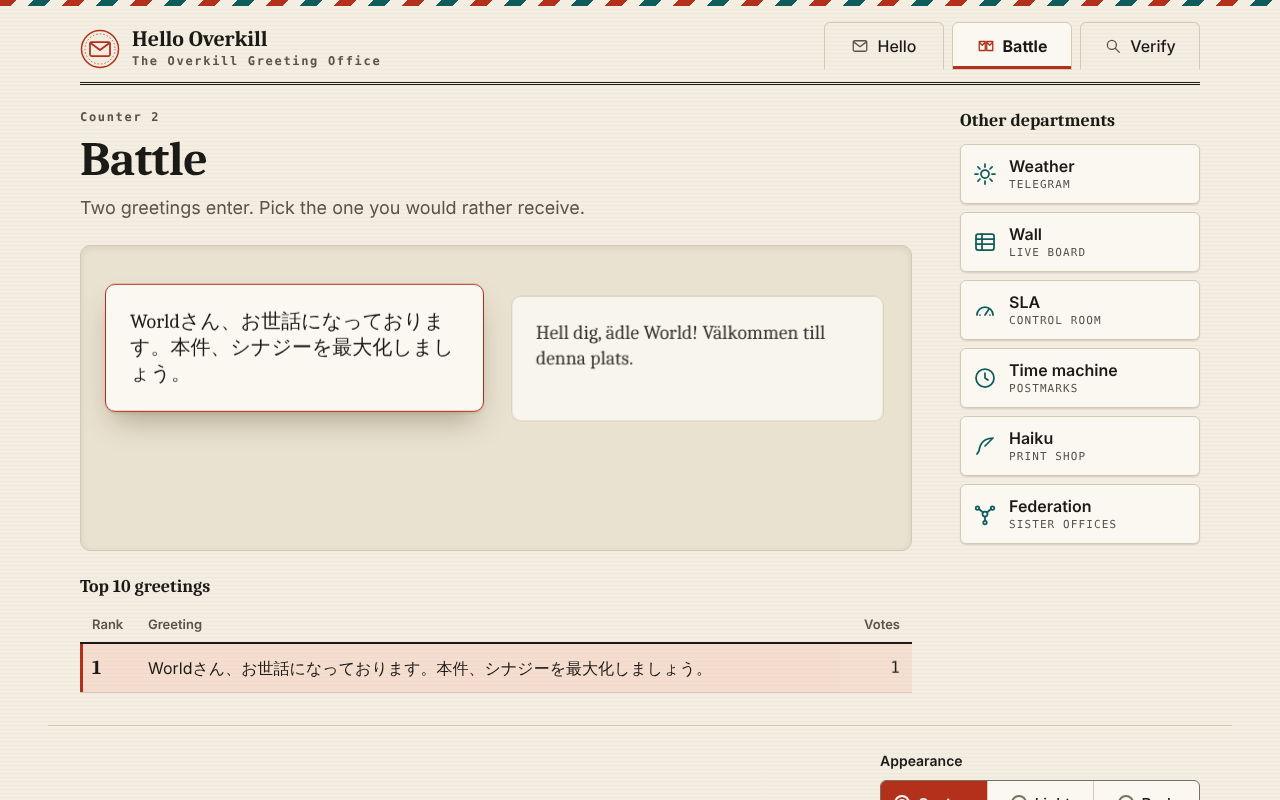 Hello Overkill
The Overkill Greeting Office
Hello
Battle
Verify
Counter 2
Battle
Two greetings enter. Pick the one you would rather receive.
Worldさん、お世話になっておりま
す。本件、シナジーを最大化しまし
ょう。
Hell dig, ädle World! Välkommen till
denna plats.
Top 10 greetings
Rank Greeting Votes
1 Worldさん、お世話になっております。本件、シナジーを最大化しましょう。 1
Other departments
Weather
TELEGRAM
Wall
LIVE BOARD
SLA
CONTROL ROOM
Time machine
POSTMARKS
Haiku
PRINT SHOP
Federation
SISTER OFFICES
Appearance